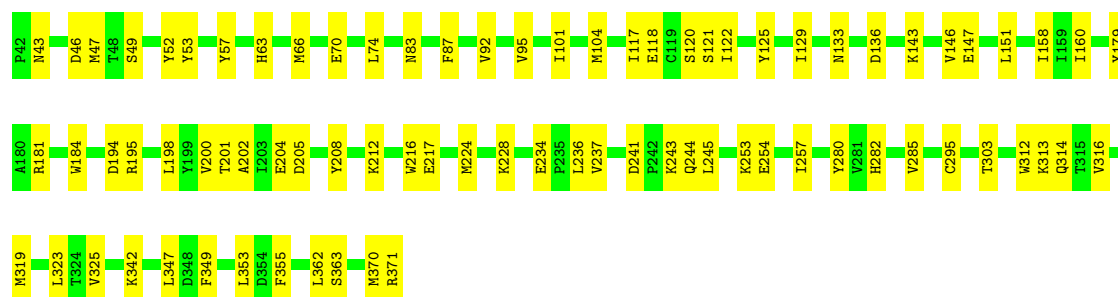 P42 N43 D46 M47 T48 S49 Y52 Y53 Y57 H63 M66 E70 L74 N83 F87 V92 V95 I101 M104 I117 E118 C119 S120 S121 I122 Y125 I129 N133 D136 K143 V146 E147 L151 I158 I159 I160 Y179
A180 R181 W184 D194 R195 L198 Y199 V200 T201 A202 I203 E204 D205 Y208 K212 W216 E217 M224 K228 E234 P235 L236 V237 D241 P242 K243 Q244 L245 K253 E254 I257 Y280 V281 H282 V285 C295 T303 W312 K313 Q314 T315 V316
M319 L323 T324 V325 K342 L347 D348 F349 L353 D354 F355 L362 S363 M370 R371